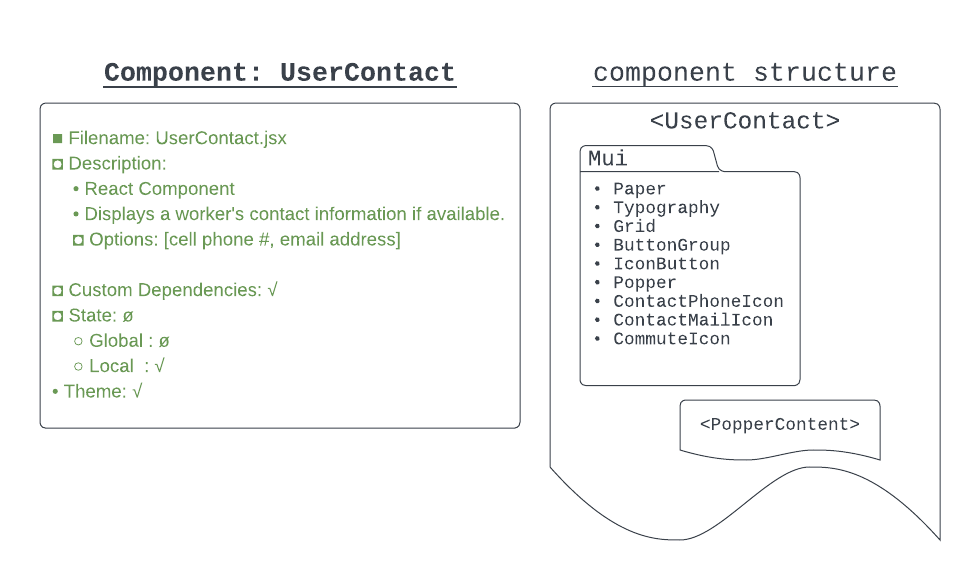 Component: UserContact
■ Filename: UserContact.jsx
◘ Description:
• React Component
• Displays a worker's contact information if available.
◘ Options: [cell phone #, email address]
◘ Custom Dependencies: √
◘ State: ø
○ Global : ø
○ Local : √
• Theme: √
component structure
<UserContact>
Mui
• Paper
• Typography
• Grid
• ButtonGroup
• IconButton
• Popper
• ContactPhoneIcon
• ContactMailIcon
• CommuteIcon
<PopperContent>